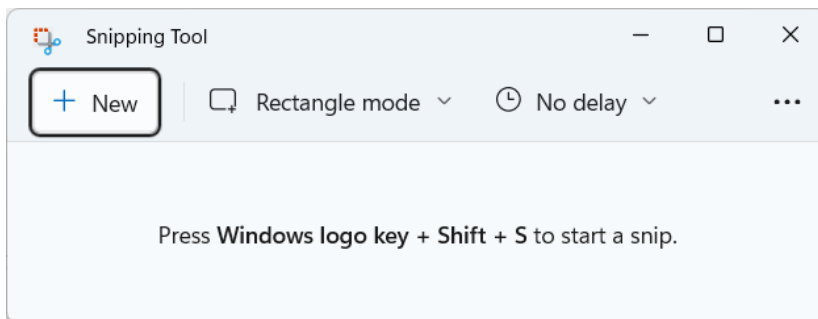 Snipping Tool
New Rectangle mode No delay
Press Windows logo key + Shift + S to start a snip.